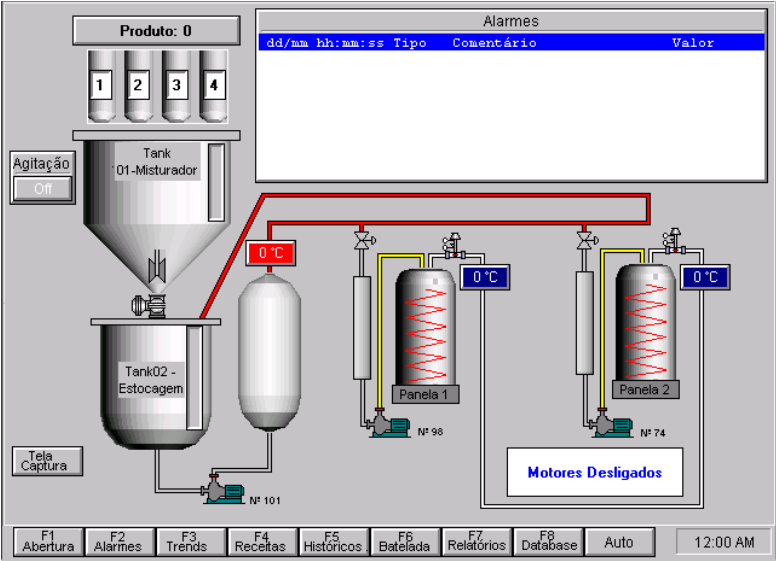 Produto: 0
Alarmes
dd/mm hh:mm:ss Tipo Comentário Valor
1 2 3 4
Agitação
Off
Tank
01-Misturador
0 °C
0 °C
0 °C
Tank02 -
Estocagem
Panela 1
Panela 2
Nº 98
Nº 74
Tela
Captura
Motores Desligados
Nº 101
F1
Abertura
F2
Alarmes
F3
Trends
F4
Receitas
F5
Históricos
F6
Batelada
F7
Relatórios
F8
Database
Auto
12:00 AM